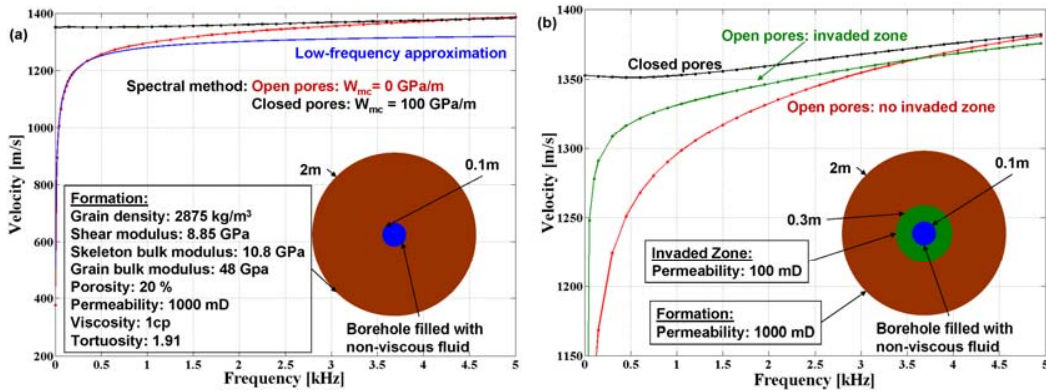 (a)
1400
1200
1000
800
600
400
200
Velocity [m/s]
Low-frequency approximation
Spectral method: Open pores: Wmc= 0 GPa/m
Closed pores: Wmc = 100 GPa/m
2m
0.1m
Formation:
Grain density: 2875 kg/m³
Shear modulus: 8.85 GPa
Skeleton bulk modulus: 10.8 GPa
Grain bulk modulus: 48 Gpa
Porosity: 20 %
Permeability: 1000 mD
Viscosity: 1cp
Tortuosity: 1.91
Borehole filled with
non-viscous fluid
0 0.5 1 1.5 2 2.5 3 3.5 4 4.5 5
Frequency [kHz]
(b)
1350
1300
1250
1200
1150
Velocity [m/s]
Open pores: invaded zone
Closed pores
Open pores: no invaded zone
2m
0.1m
0.3m
Invaded Zone:
Permeability: 100 mD
Formation:
Permeability: 1000 mD
Borehole filled with
non-viscous fluid
0 0.5 1 1.5 2 2.5 3 3.5 4 4.5 5
Frequency [kHz]